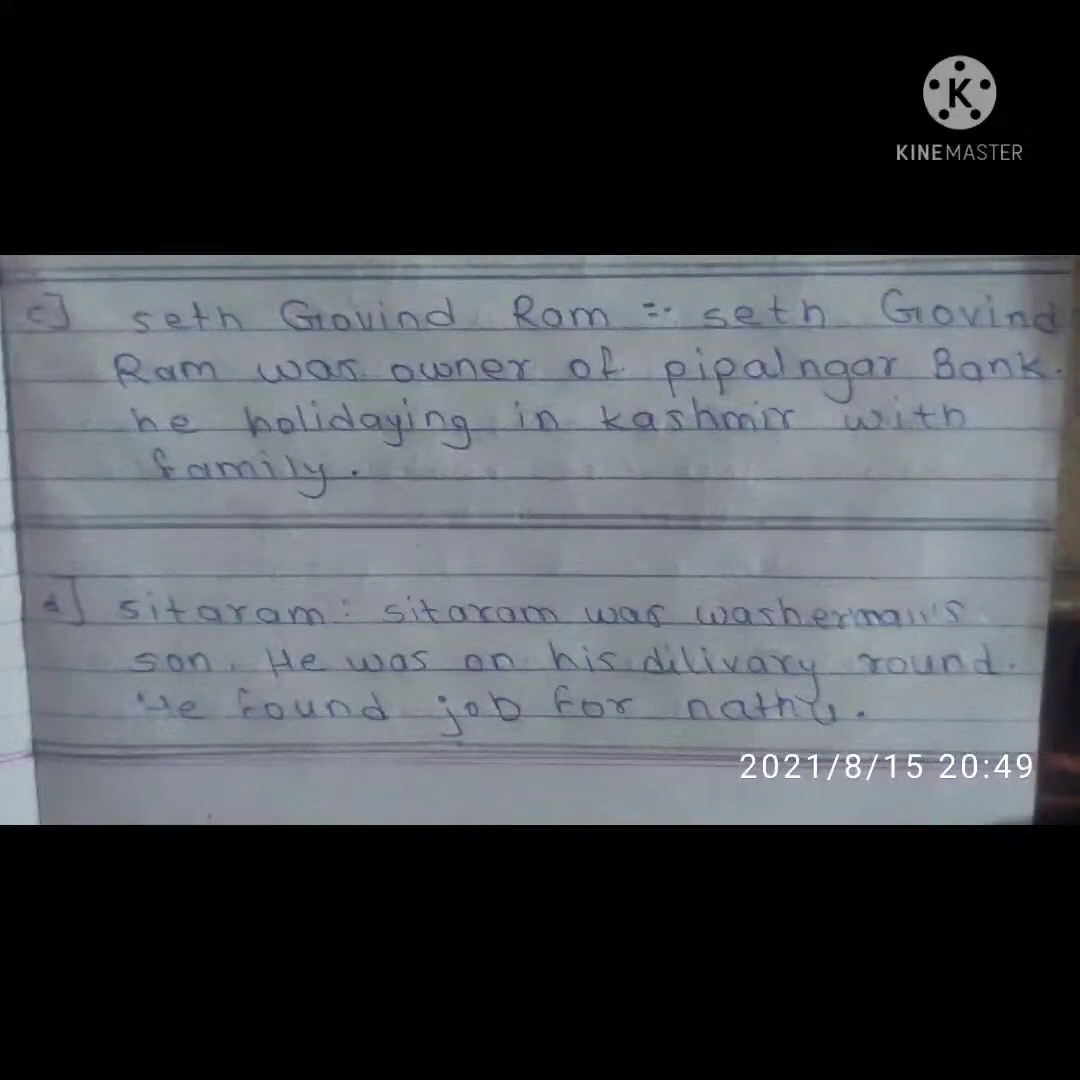 KINEMASTER
c] seth Govind Ram :- seth Govind
Ram was owner of pipalngar Bank.
he holidaying in kashmir with
family.
d] sitaram: sitaram was washerman's
son. He was on his dilivary round.
He found job for nathu.
2021/8/15 20:49